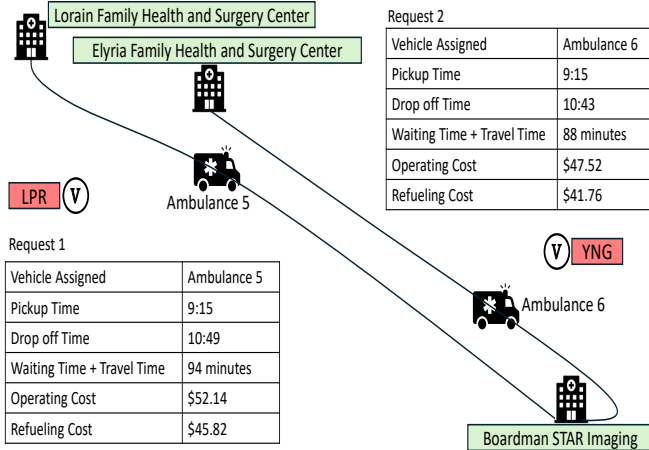 Lorain Family Health and Surgery Center
Elyria Family Health and Surgery Center
Request 2
Vehicle Assigned Ambulance 6
Pickup Time 9:15
Drop off Time 10:43
Waiting Time + Travel Time 88 minutes
Operating Cost $47.52
Refueling Cost $41.76
Ambulance 5
LPR V
Request 1
Vehicle Assigned Ambulance 5
Pickup Time 9:15
Drop off Time 10:49
Waiting Time + Travel Time 94 minutes
Operating Cost $52.14
Refueling Cost $45.82
V YNG
Ambulance 6
Boardman STAR Imaging